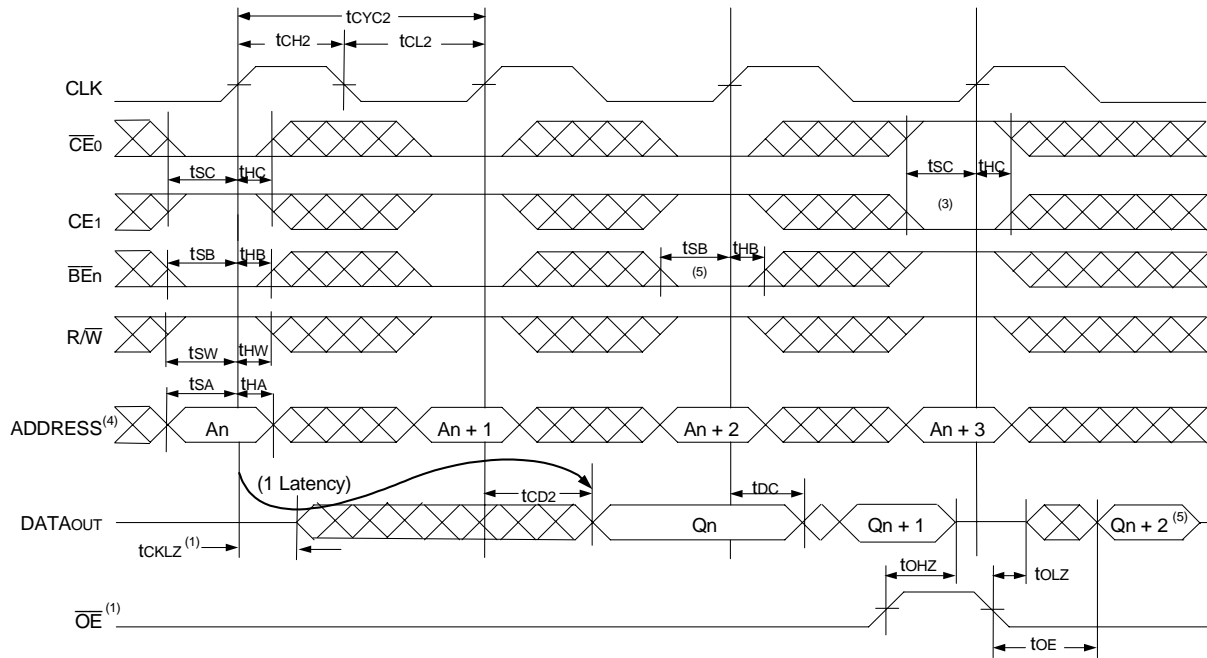 tCYC2
tCH2
tCL2
CLK
CE0
tSC
tHC
tSC
tHC
(3)
CE1
tSB
tHB
tSB
tHB
(5)
BEn
R/W
tSW
tHW
tSA
tHA
ADDRESS(4)
An
An + 1
An + 2
An + 3
(1 Latency)
tCD2
tDC
DATAOUT
Qn
Qn + 1
Qn + 2 (5)
tCKLZ (1)
tOHZ
tOLZ
OE (1)
tOE